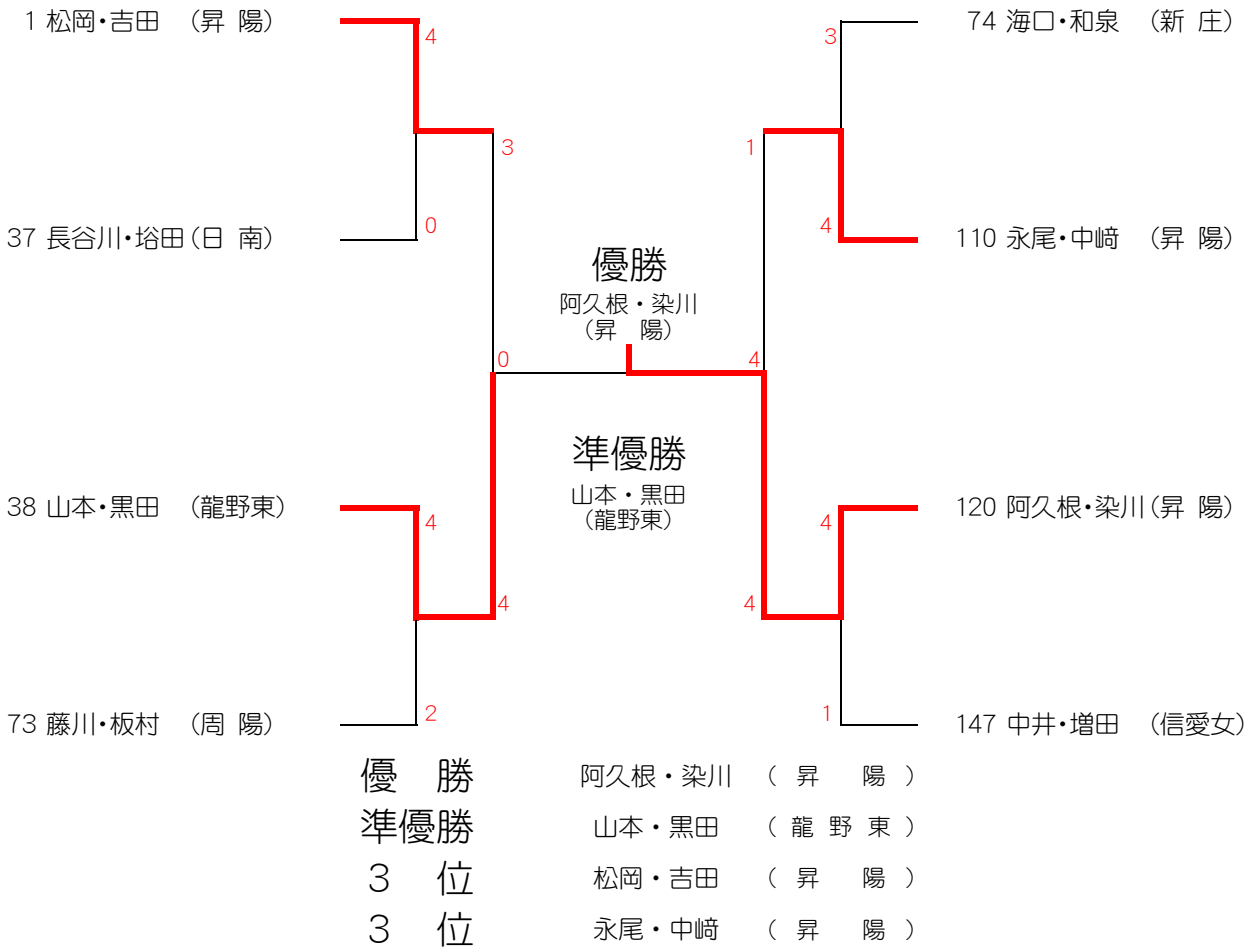 1 松岡・吉田 (昇 陽)
4
3
74 海口・和泉 (新 庄)
3
1
37 長谷川・埖田(日 南)
0
4
110 永尾・中﨑 (昇 陽)
優勝
阿久根・染川
(昇 陽)
0
4
準優勝
山本・黒田
(龍野東)
38 山本・黒田 (龍野東)
4
4
120 阿久根・染川(昇 陽)
4
4
73 藤川・板村 (周 陽)
2
1
147 中井・増田 (信愛女)
優 勝 阿久根・染川 ( 昇 陽 )
準優勝 山本・黒田 ( 龍 野 東 )
3 位 松岡・吉田 ( 昇 陽 )
3 位 永尾・中﨑 ( 昇 陽 )